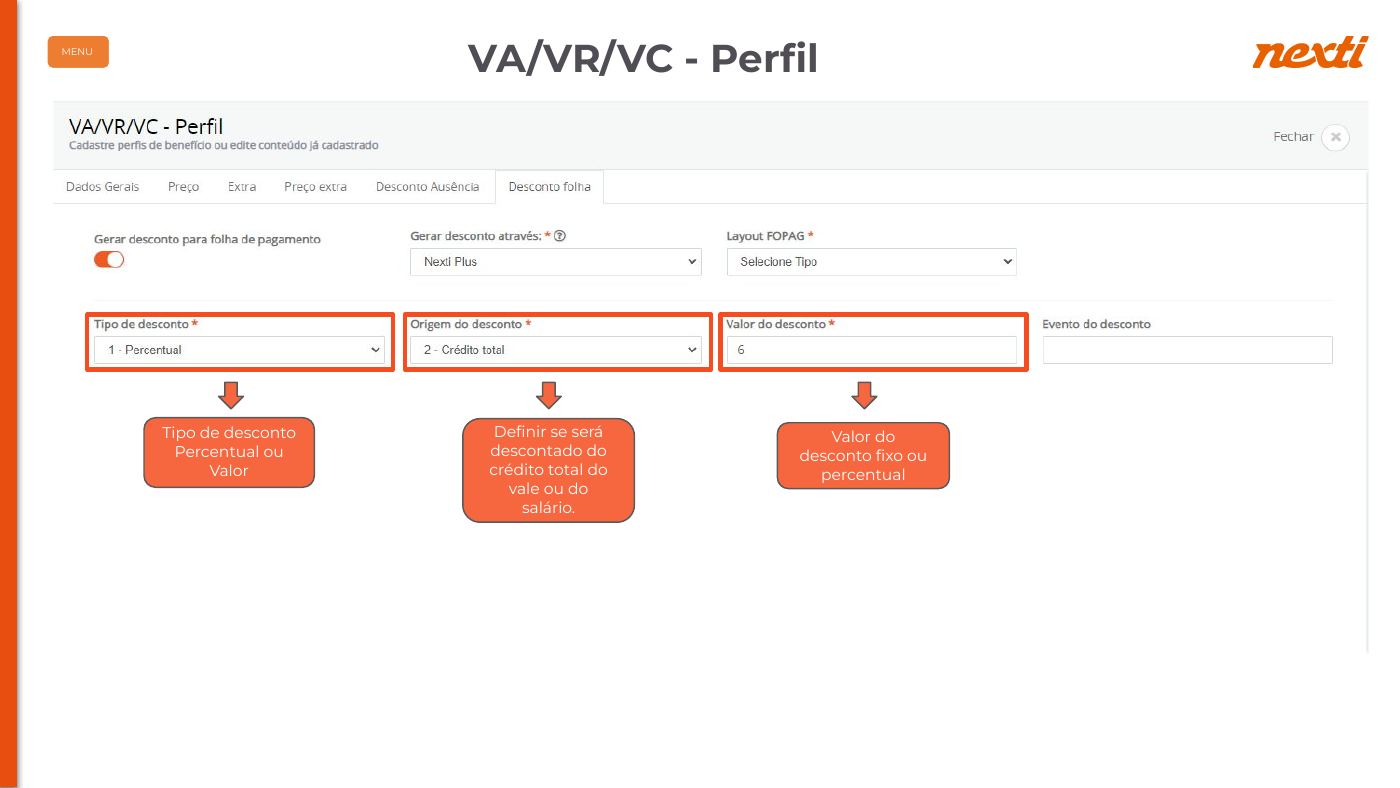 MENU
VA/VR/VC - Perfil
nexti
VA/VR/VC - Perfil
Cadastre perfis de benefício ou edite conteúdo já cadastrado
Fechar
Dados Gerais
Preço
Extra
Preço extra
Desconto Ausência
Desconto folha
Gerar desconto para folha de pagamento
Gerar desconto através: *
Nexti Plus
Layout FOPAG *
Selecione Tipo
Tipo de desconto *
1 - Percentual
Origem do desconto *
2 - Crédito total
Valor do desconto *
6
Evento do desconto
Tipo de desconto
Percentual ou
Valor
Definir se será
descontado do
crédito total do
vale ou do
salário.
Valor do
desconto fixo ou
percentual